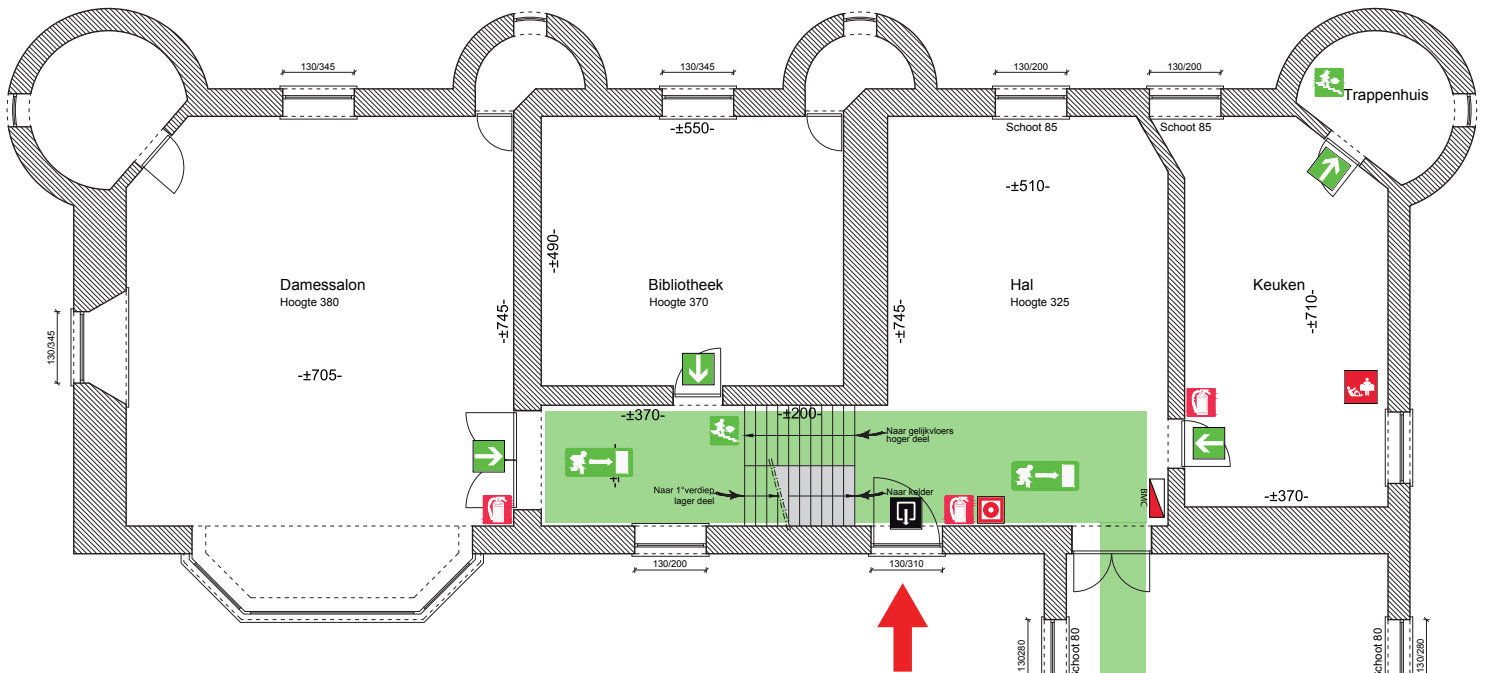 130/345
130/345
130/200
130/200
Trappenhuis
-±550-
Schoot 85
Schoot 85
-±510-
-±490-
Damessalon
Hoogte 380
Bibliotheek
Hoogte 370
Hal
Hoogte 325
Keuken
-±745-
-±745-
-±710-
130/345
-±705-
-±370-
-±200-
Naar gelijkvloers
hoger deel
Naar 1°verdiep
lager deel
Naar kelder
BMC
-±370-
130/200
130/310
130/280
Schoot 80
Schoot 80
130/280